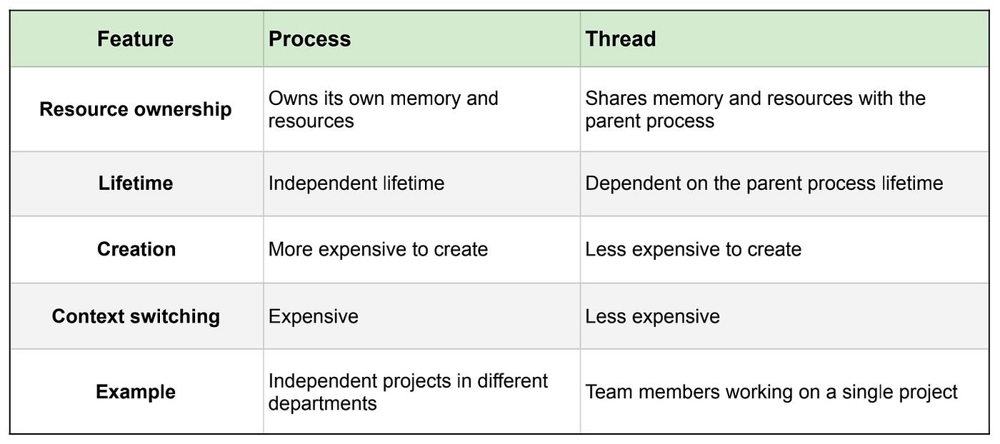 Feature Process Thread
Resource ownership
Owns its own memory and
resources
Shares memory and resources with the
parent process
Lifetime Independent lifetime Dependent on the parent process lifetime
Creation More expensive to create Less expensive to create
Context switching Expensive Less expensive
Example
Independent projects in different
departments
Team members working on a single project